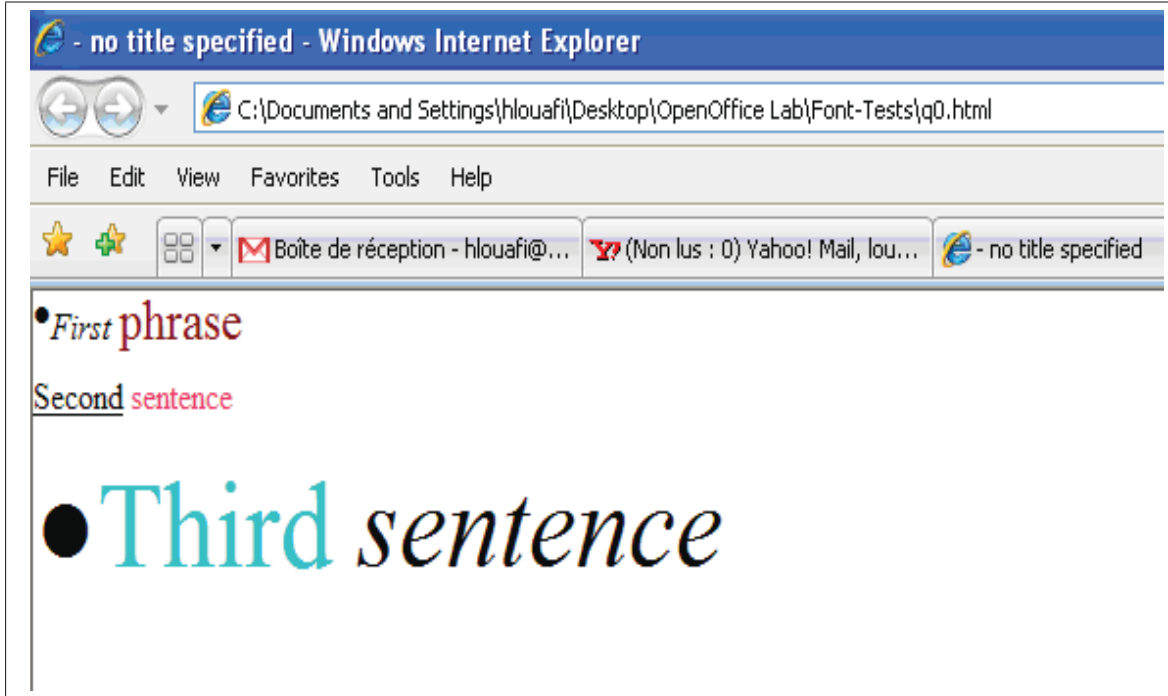 - no title specified - Windows Internet Explorer
C:\Documents and Settings\hlouafi\Desktop\OpenOffice Lab\Font-Tests\q0.html
File Edit View Favorites Tools Help
Boîte de réception - hlouafi@... (Non lus : 0) Yahoo! Mail, lou... - no title specified
•First phrase
Second sentence
•Third sentence